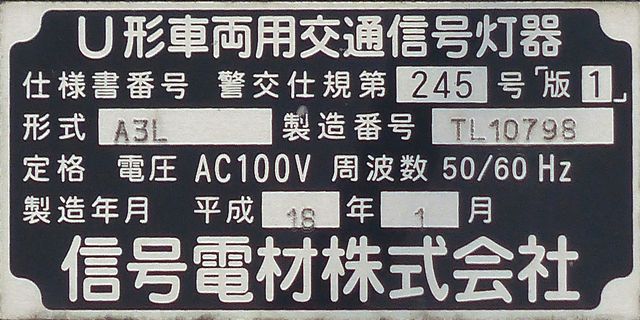 U形車両用交通信号灯器
仕様書番号 警交仕規第 245 号「版 1」
形式 A3L 製造番号 TL10798
定格 電圧 AC100V 周波数 50/60 Hz
製造年月 平成 18 年 1 月
信号電材株式会社